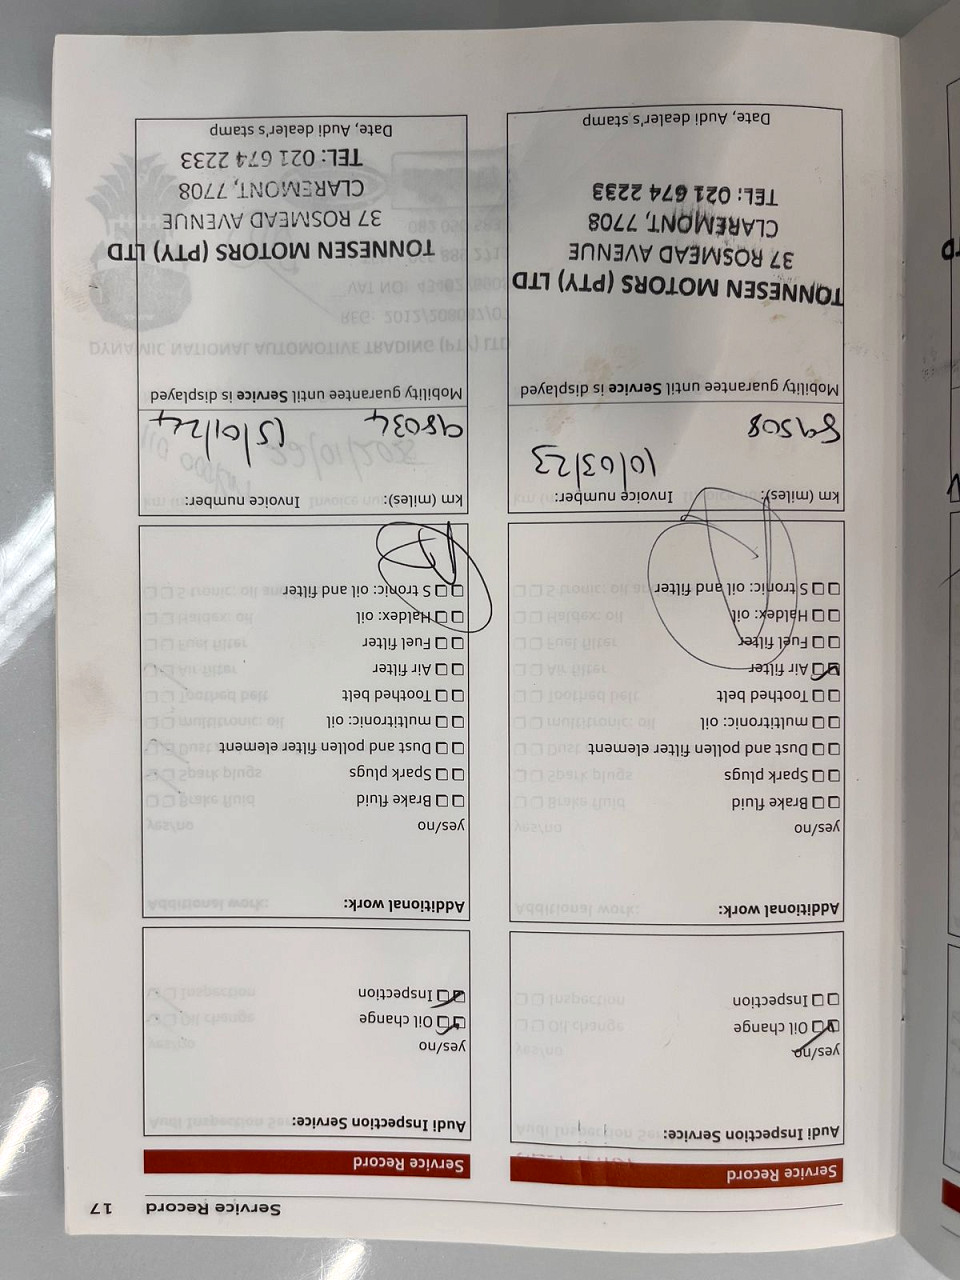 Service Record 17
Service Record
Audi Inspection Service:
yes/no
Oil change
Inspection
Additional work:
yes/no
Brake fluid
Spark plugs
Dust and pollen filter element
multitronic: oil
Toothed belt
Air filter
Fuel filter
Haldex: oil
S tronic: oil and filter
km (miles): Invoice number:
89508 10/03/23
Mobility guarantee until Service is displayed
TONNESEN MOTORS (PTY) LTD
37 ROSMEAD AVENUE
CLAREMONT, 7708
TEL: 021 674 2233
Date, Audi dealer's stamp
Service Record
Audi Inspection Service:
yes/no
Oil change
Inspection
Additional work:
yes/no
Brake fluid
Spark plugs
Dust and pollen filter element
multitronic: oil
Toothed belt
Air filter
Fuel filter
Haldex: oil
S tronic: oil and filter
km (miles): Invoice number:
98034 15/01/24
Mobility guarantee until Service is displayed
TONNESEN MOTORS (PTY) LTD
37 ROSMEAD AVENUE
CLAREMONT, 7708
TEL: 021 674 2233
Date, Audi dealer's stamp